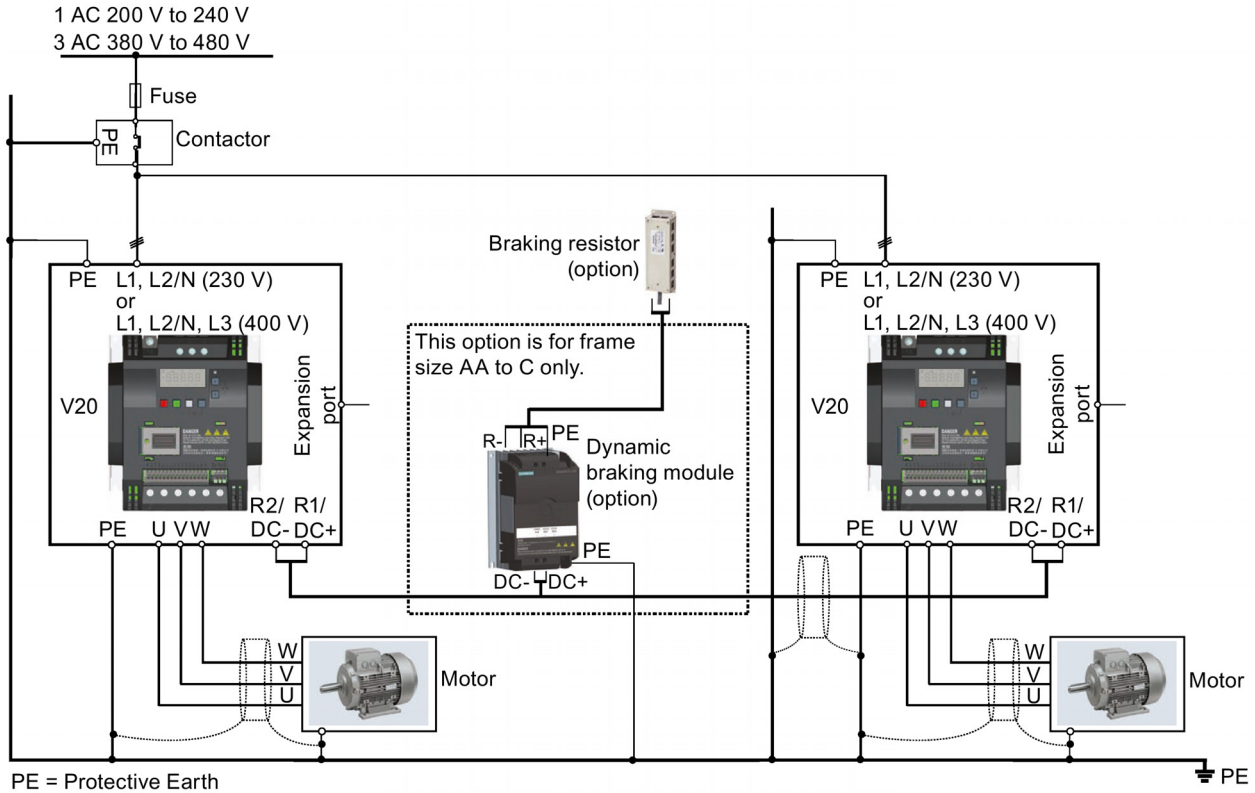 1 AC 200 V to 240 V
3 AC 380 V to 480 V
Fuse
PE
Contactor
Braking resistor
(option)
PE
L1, L2/N (230 V)
or
L1, L2/N, L3 (400 V)
V20
Expansion
port
R2/ R1/
DC- DC+
PE U V W
This option is for frame
size AA to C only.
R- R+ PE
Dynamic
braking module
(option)
PE
DC- DC+
PE
L1, L2/N (230 V)
or
L1, L2/N, L3 (400 V)
V20
Expansion
port
R2/ R1/
DC- DC+
PE U V W
W
V
U
Motor
W
V
U
Motor
PE
PE = Protective Earth